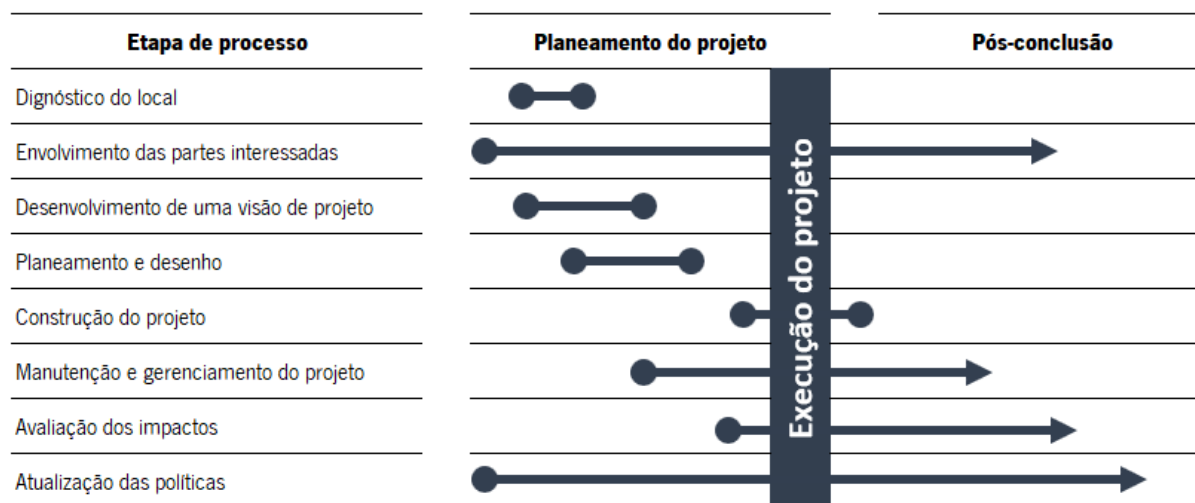 Etapa de processo
Planeamento do projeto
Pós-conclusão
Dignóstico do local
Envolvimento das partes interessadas
Desenvolvimento de uma visão de projeto
Planeamento e desenho
Construção do projeto
Manutenção e gerenciamento do projeto
Avaliação dos impactos
Atualização das políticas
Execução do projeto